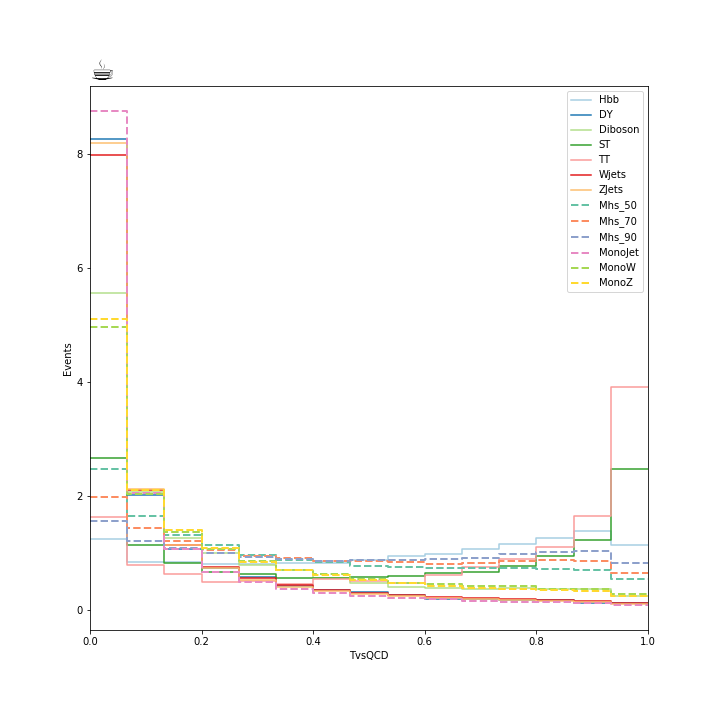 Hbb
DY
Diboson
ST
TT
Wjets
ZJets
Mhs_50
Mhs_70
Mhs_90
MonoJet
MonoW
MonoZ
8
6
4
2
0
Events
0.0 0.2 0.4 0.6 0.8 1.0
TvsQCD